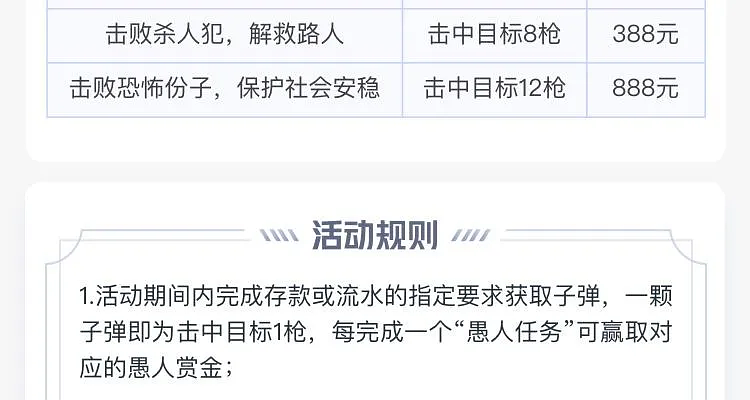 击败杀人犯，解救路人 击中目标8枪 388元
击败恐怖份子，保护社会安稳 击中目标12枪 888元
活动规则
1.活动期间内完成存款或流水的指定要求获取子弹，一颗
子弹即为击中目标1枪，每完成一个“愚人任务”可赢取对
应的愚人赏金；